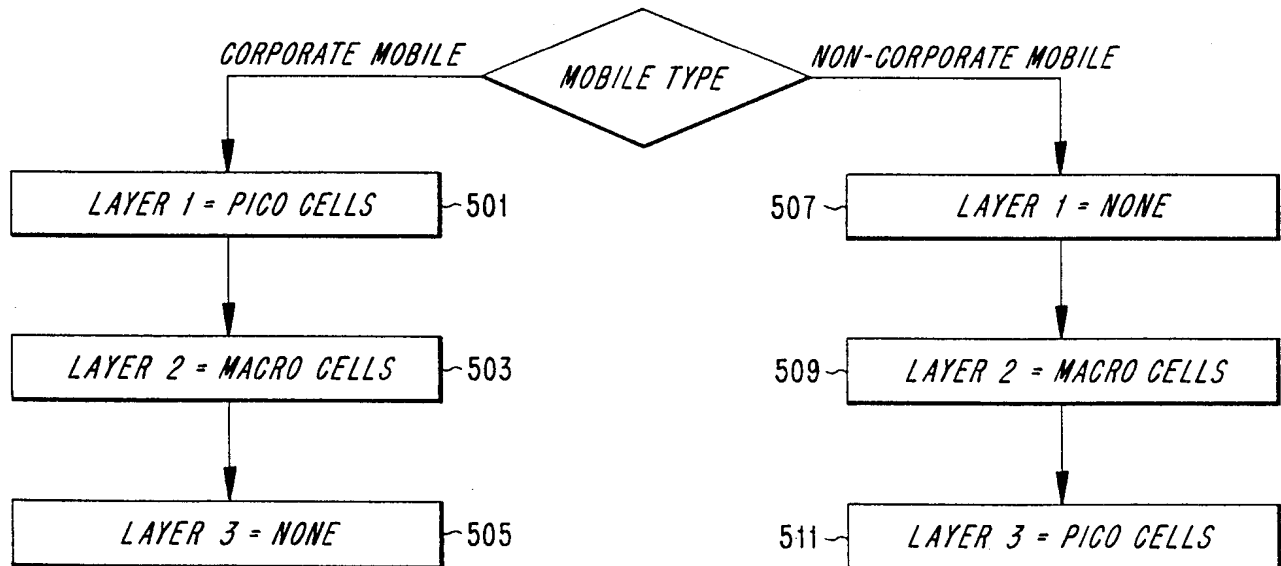 MOBILE TYPE
CORPORATE MOBILE
NON-CORPORATE MOBILE
LAYER 1 = PICO CELLS
501
507
LAYER 1 = NONE
LAYER 2 = MACRO CELLS
503
509
LAYER 2 = MACRO CELLS
LAYER 3 = NONE
505
511
LAYER 3 = PICO CELLS